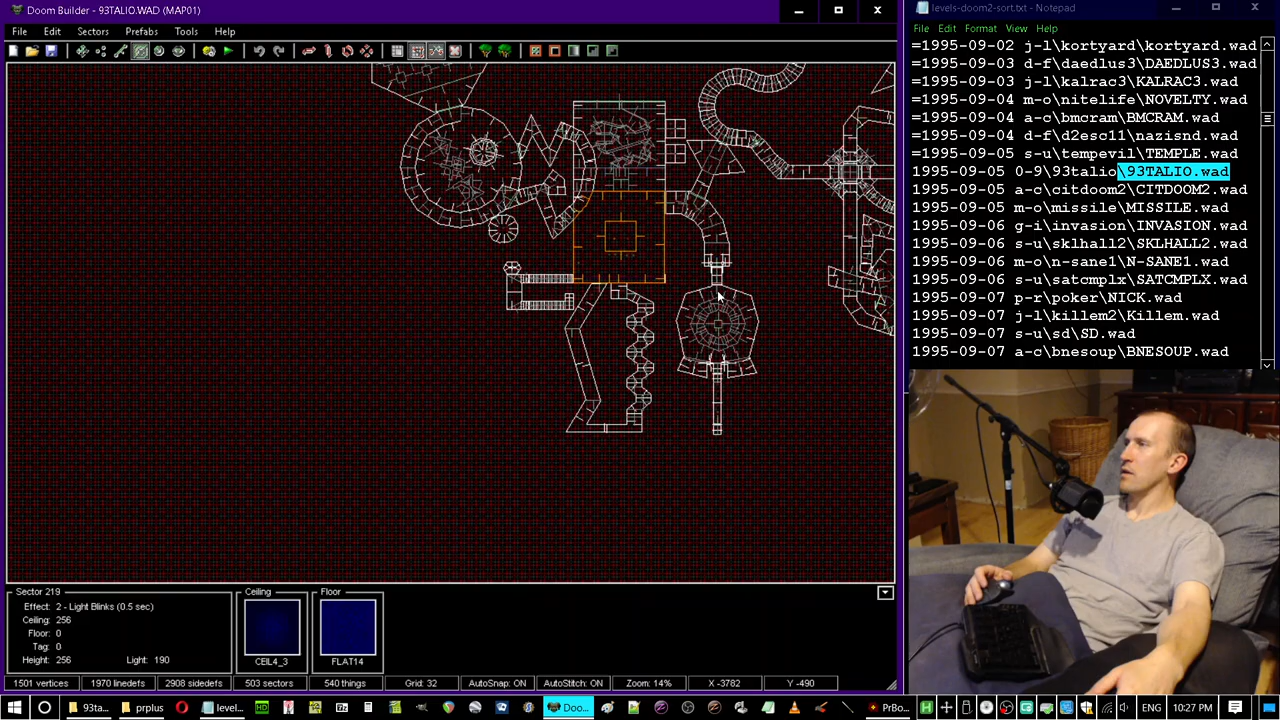 Doom Builder - 93TALIO.WAD (MAP01)
File Edit Sectors Prefabs Tools Help
Sector 219
Effect: 2 - Light Blinks (0.5 sec)
Ceiling: 256
Floor: 0
Tag: 0
Height: 256 Light: 190
Ceiling
CEIL4_3
Floor
FLAT14
1501 vertices 1970 linedefs 2908 sidedefs 503 sectors 540 things Grid: 32 AutoSnap: ON AutoStitch: ON Zoom: 14% X -3782 Y -490
levels-doom2-sort.txt - Notepad
File Edit Format View Help
=1995-09-02 j-l\kortyard\kortyard.wad
=1995-09-03 d-f\daedlus3\DAEDLUS3.wad
=1995-09-03 j-l\kalrac3\KALRAC3.wad
=1995-09-04 m-o\nitelife\NOVELTY.wad
=1995-09-04 a-c\bmcram\BMCRAM.wad
=1995-09-04 d-f\d2esc11\nazisnd.wad
=1995-09-05 s-u\tempevil\TEMPLE.wad
1995-09-05 0-9\93talio\93TALIO.wad
1995-09-05 a-c\citdoom2\CITDOOM2.wad
1995-09-05 m-o\missile\MISSILE.wad
1995-09-06 g-i\invasion\INVASION.wad
1995-09-06 s-u\sklhall2\SKLHALL2.wad
1995-09-06 m-o\n-sane1\N-SANE1.wad
1995-09-06 s-u\satcmplx\SATCMPLX.wad
1995-09-07 p-r\poker\NICK.wad
1995-09-07 j-l\killem2\Killem.wad
1995-09-07 s-u\sd\SD.wad
1995-09-07 a-c\bnesoup\BNESOUP.wad
93ta... prplus level... Doo... PrBo... ENG 10:27 PM